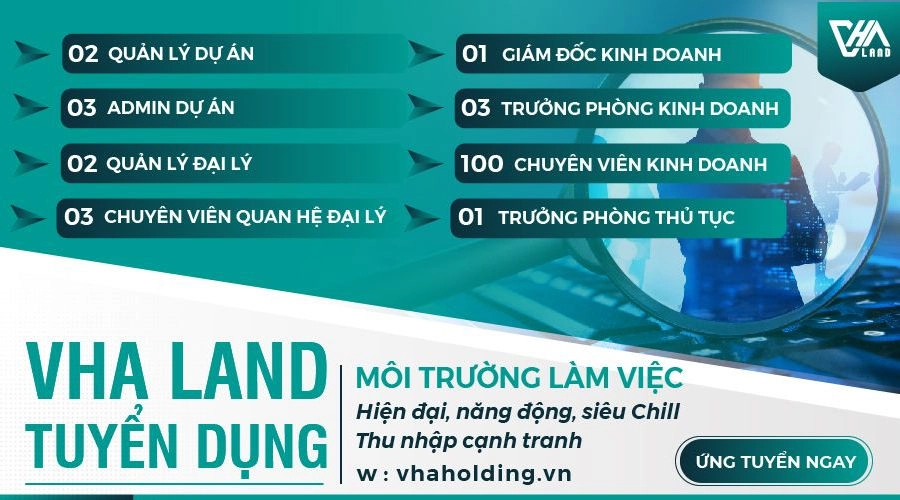 02 QUẢN LÝ DỰ ÁN
03 ADMIN DỰ ÁN
02 QUẢN LÝ ĐẠI LÝ
03 CHUYÊN VIÊN QUAN HỆ ĐẠI LÝ
01 GIÁM ĐỐC KINH DOANH
03 TRƯỞNG PHÒNG KINH DOANH
100 CHUYÊN VIÊN KINH DOANH
01 TRƯỞNG PHÒNG THỦ TỤC
VHA
LAND
VHA LAND
TUYỂN DỤNG
MÔI TRƯỜNG LÀM VIỆC
Hiện đại, năng động, siêu Chill
Thu nhập cạnh tranh
w : vhaholding.vn
ỨNG TUYỂN NGAY